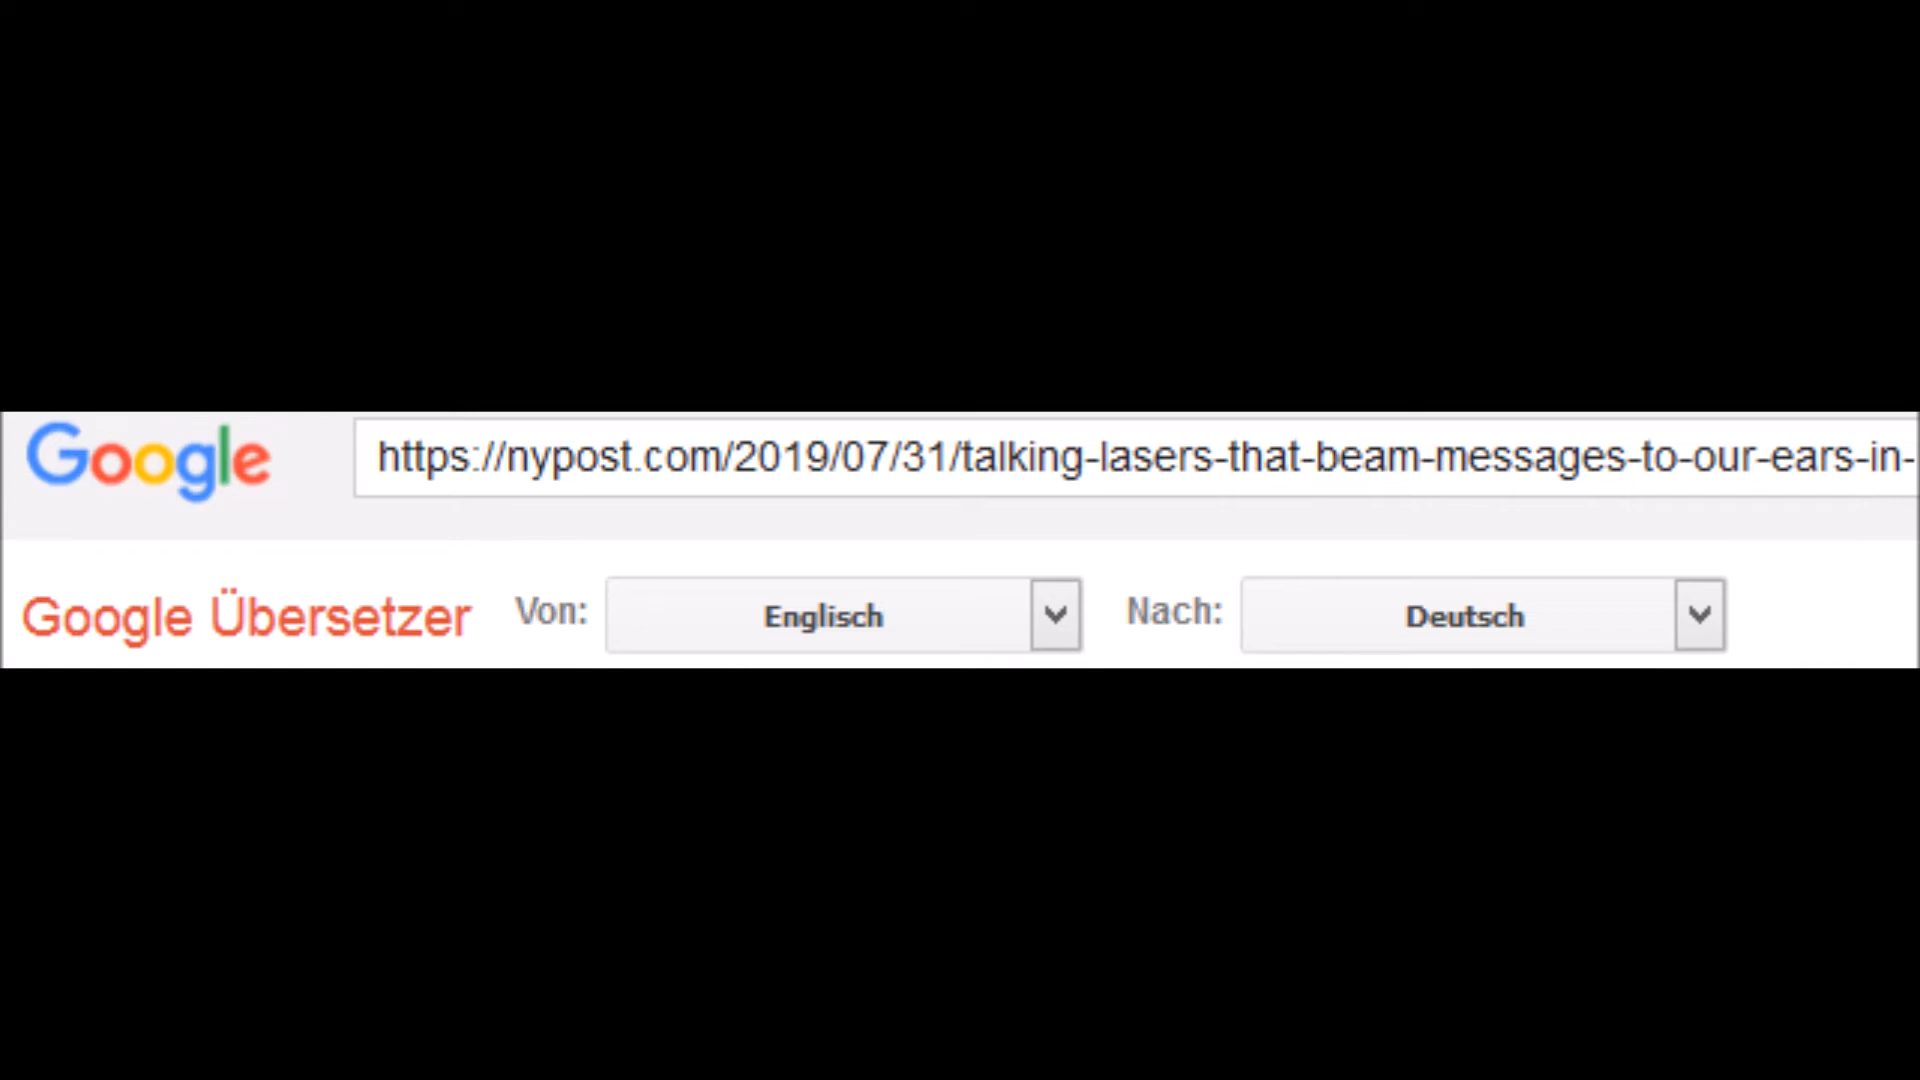 Google https://nypost.com/2019/07/31/talking-lasers-that-beam-messages-to-our-ears-in-
Google Übersetzer Von: Englisch Nach: Deutsch